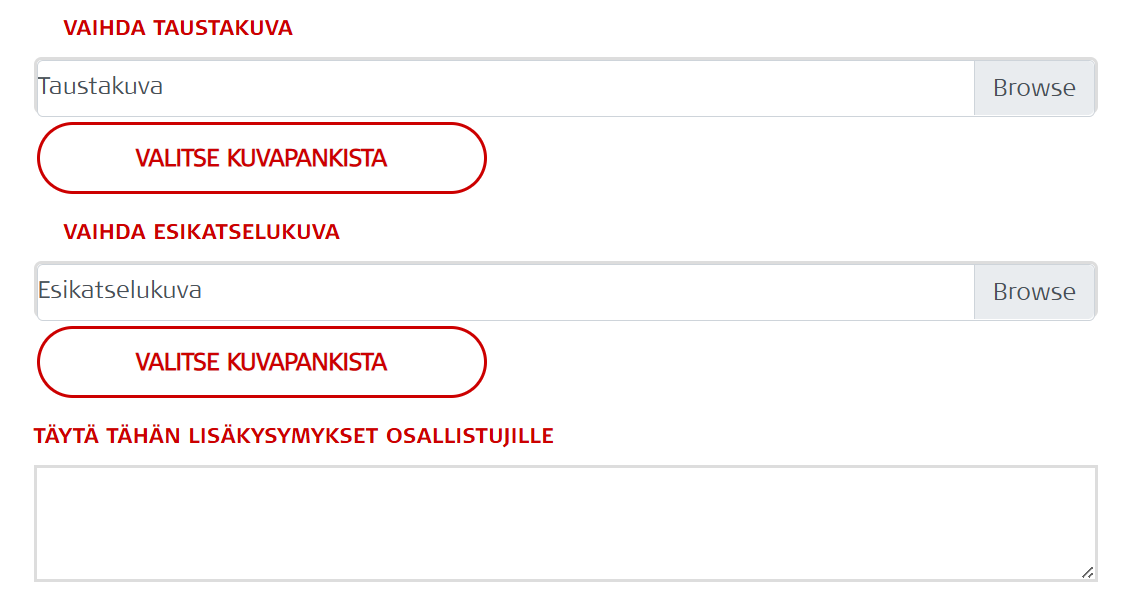 VAIHDA TAUSTAKUVA
Taustakuva Browse
VALITSE KUVAPANKISTA
VAIHDA ESIKATSELUKUVA
Esikatselukuva Browse
VALITSE KUVAPANKISTA
TÄYTÄ TÄHÄN LISÄKYSYMYKSET OSALLISTUJILLE